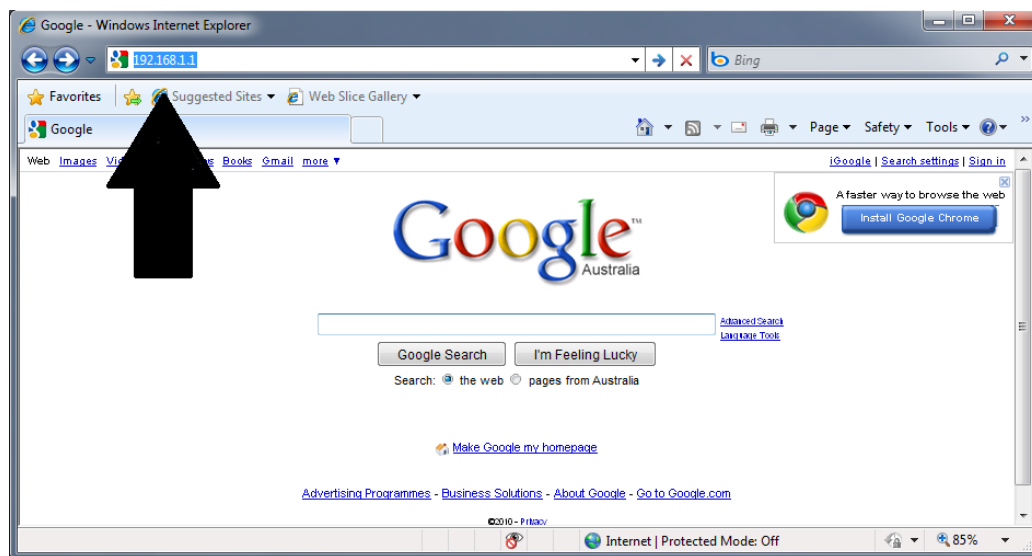 Google - Windows Internet Explorer
192.168.1.1
Bing
Favorites Suggested Sites Web Slice Gallery
Google Page Safety Tools
Web Images Books Gmail more iGoogle | Search settings | Sign in
A faster way to browse the web
Install Google Chrome
Google™
Australia
Advanced Search
Language Tools
Google Search I'm Feeling Lucky
Search: the web pages from Australia
Make Google my homepage
Advertising Programmes - Business Solutions - About Google - Go to Google.com
©2010 - Privacy
Internet | Protected Mode: Off 85%